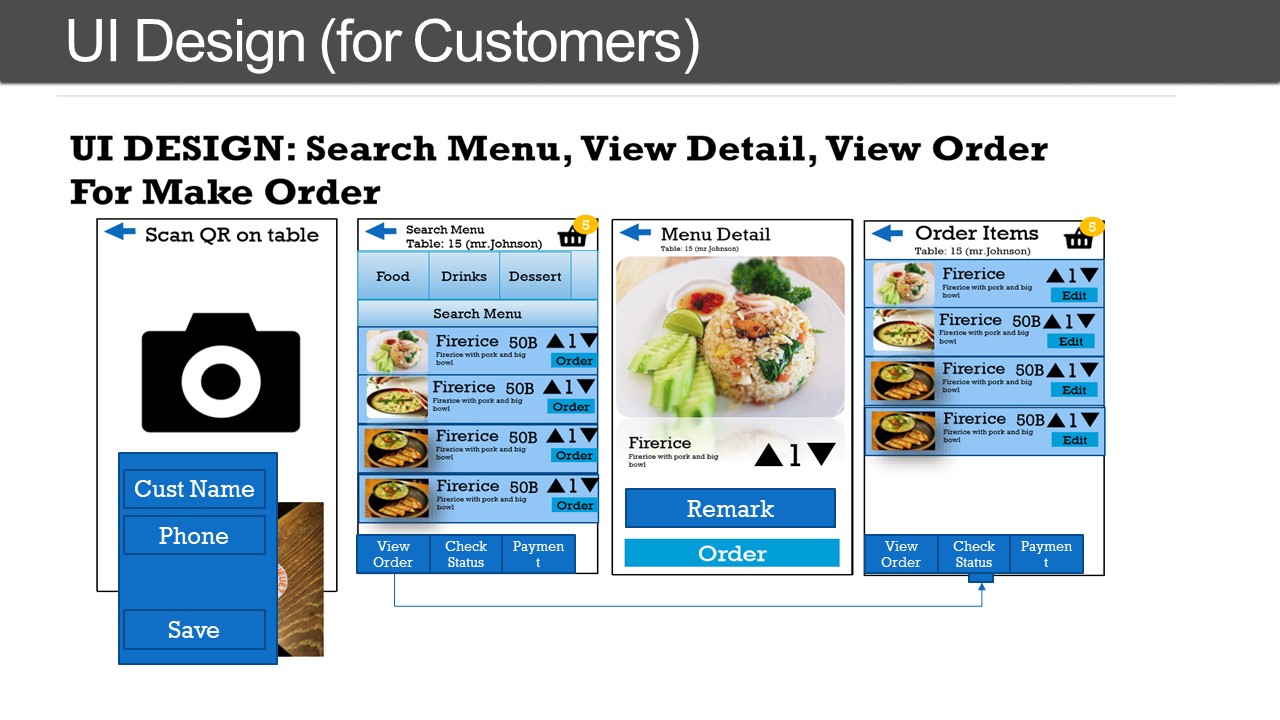 UI Design (for Customers)
UI DESIGN: Search Menu, View Detail, View Order
For Make Order
Scan QR on table
Cust Name
Phone
Save
Search Menu
Table: 15 (mr.Johnson)
5
Food
Drinks
Dessert
Search Menu
Firerice 50B
1
Firerice with pork and big
bowl
Order
Firerice 50B
1
Firerice with pork and big
bowl
Order
Firerice 50B
1
Firerice with pork and big
bowl
Order
Firerice 50B
1
Firerice with pork and big
bowl
Order
View
Order
Check
Status
Paymen
t
Menu Detail
Table: 15 (mr.Johnson)
Firerice
Firerice with pork and big
bowl
1
Remark
Order
Order Items
Table: 15 (mr.Johnson)
5
Firerice
1
Firerice with pork and big
bowl
Edit
Firerice 50B
1
Firerice with pork and big
bowl
Edit
Firerice 50B
1
Firerice with pork and big
bowl
Edit
Firerice 50B
1
Firerice with pork and big
bowl
Edit
View
Order
Check
Status
Paymen
t